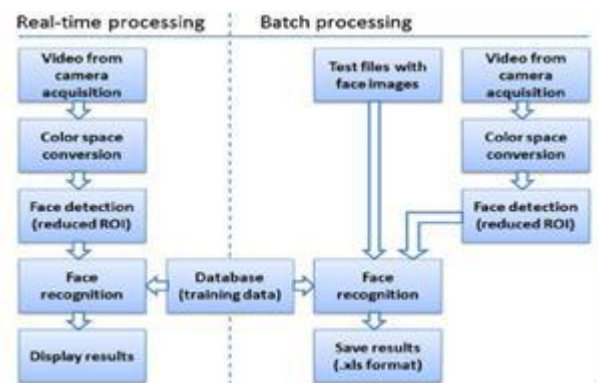 Real-time processing
Batch processing
Video from
camera
acquisition
Color space
conversion
Face detection
(reduced ROI)
Face
recognition
Display results
Database
(training data)
Test files with
face images
Video from
camera
acquisition
Color space
conversion
Face detection
(reduced ROI)
Face
recognition
Save results
(.xls format)